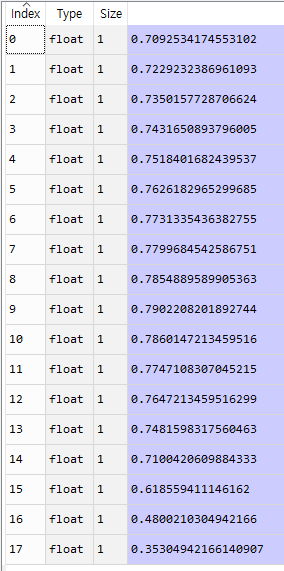 Index Type Size
0 float 1 0.7092534174553102
1 float 1 0.7229232386961093
2 float 1 0.7350157728706624
3 float 1 0.7431650893796005
4 float 1 0.7518401682439537
5 float 1 0.7626182965299685
6 float 1 0.7731335436382755
7 float 1 0.7799684542586751
8 float 1 0.7854889589905363
9 float 1 0.7902208201892744
10 float 1 0.7860147213459516
11 float 1 0.7747108307045215
12 float 1 0.7647213459516299
13 float 1 0.7481598317560463
14 float 1 0.7100420609884333
15 float 1 0.618559411146162
16 float 1 0.4800210304942166
17 float 1 0.35304942166140907